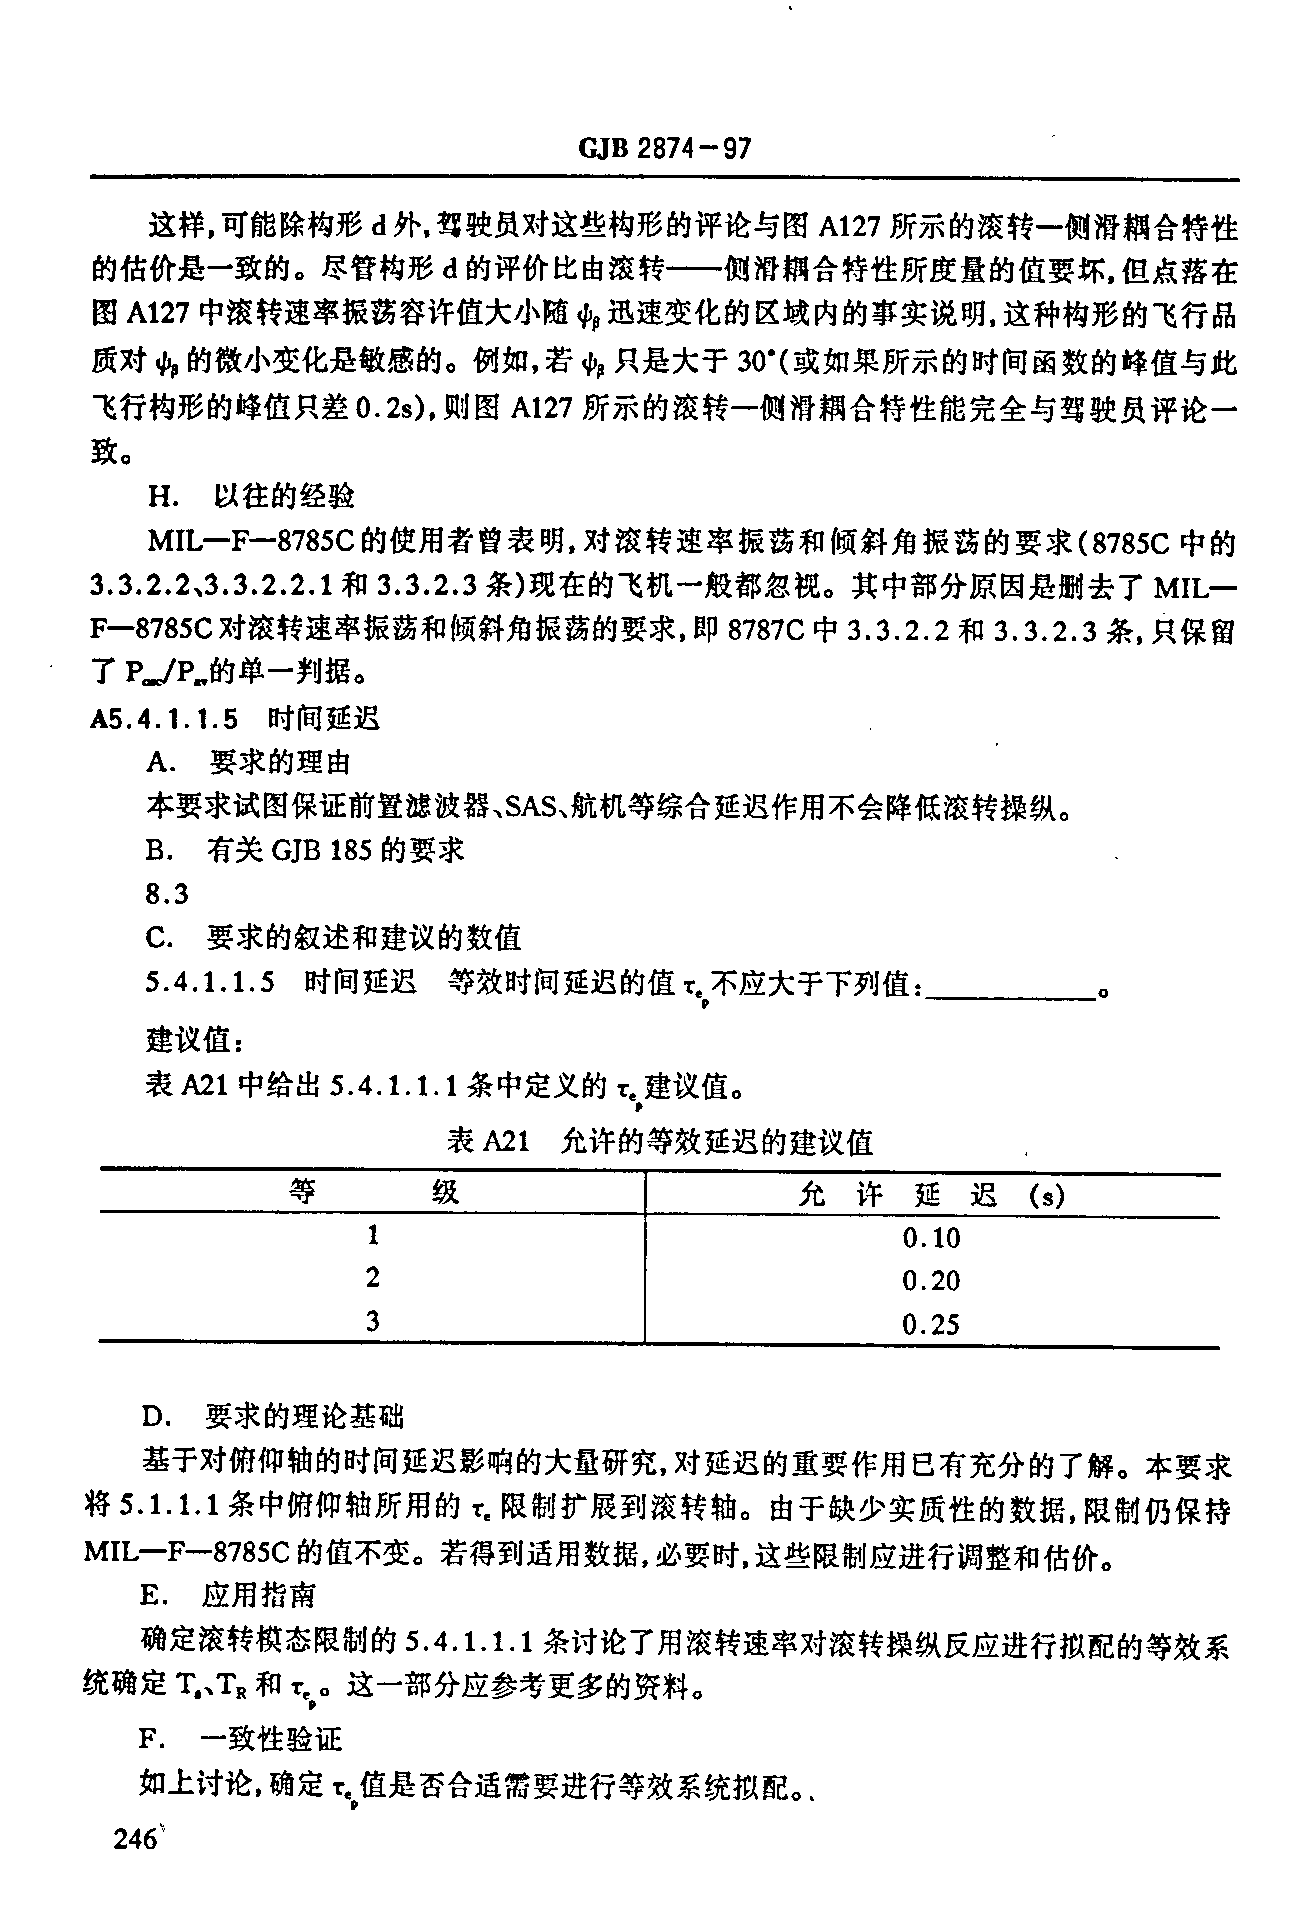 GJB 2874－97
这样,可能除构形 d 外,驾驶员对这些构形的评论与图 A127 所示的滚转一侧滑耦合特性
的估价是一致的。尽管构形 d 的评价比由滚转——侧滑耦合特性所度量的值要坏,但点落在
图 A127 中滚转速率振荡容许值大小随 ψβ 迅速变化的区域内的事实说明,这种构形的飞行品
质对 ψβ 的微小变化是敏感的。例如,若 ψβ 只是大于 30°(或如果所示的时间函数的峰值与此
飞行构形的峰值只差 0.2s),则图 A127 所示的滚转一侧滑耦合特性能完全与驾驶员评论一
致。
H. 以往的经验
MIL—F—8785C 的使用者曾表明,对滚转速率振荡和倾斜角振荡的要求(8785C 中的
3.3.2.2、3.3.2.2.1 和 3.3.2.3 条)现在的飞机一般都忽视。其中部分原因是删去了 MIL—
F—8785C 对滚转速率振荡和倾斜角振荡的要求,即 8787C 中 3.3.2.2 和 3.3.2.3 条,只保留
了 Posc/Pav的单一判据。
A5.4.1.1.5 时间延迟
A. 要求的理由
本要求试图保证前置滤波器、SAS、航机等综合延迟作用不会降低滚转操纵。
B. 有关 GJB 185 的要求
8.3
C. 要求的叙述和建议的数值
5.4.1.1.5 时间延迟 等效时间延迟的值 τep不应大于下列值:________。
建议值:
表 A21 中给出 5.4.1.1.1 条中定义的 τep建议值。
表 A21 允许的等效延迟的建议值
等 级 允 许 延 迟 (s)
1 0.10
2 0.20
3 0.25
D. 要求的理论基础
基于对俯仰轴的时间延迟影响的大量研究,对延迟的重要作用已有充分的了解。本要求
将 5.1.1.1 条中俯仰轴所用的 τe 限制扩展到滚转轴。由于缺少实质性的数据,限制仍保持
MIL—F—8785C 的值不变。若得到适用数据,必要时,这些限制应进行调整和估价。
E. 应用指南
确定滚转模态限制的 5.4.1.1.1 条讨论了用滚转速率对滚转操纵反应进行拟配的等效系
统确定 Ts、TR 和 τep。这一部分应参考更多的资料。
F. 一致性验证
如上讨论,确定 τep值是否合适需要进行等效系统拟配。
246